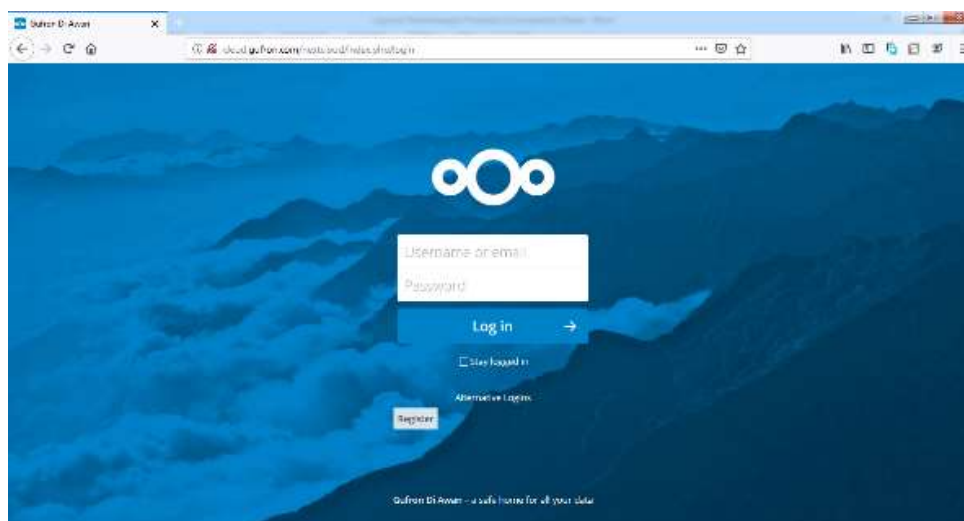 Gufron Di Awan
cloud.gufron.com/nextcloud/index.php/login
Username or email
Password
Log in
Stay logged in
Alternative Logins
Register
Gufron Di Awan – a safe home for all your data